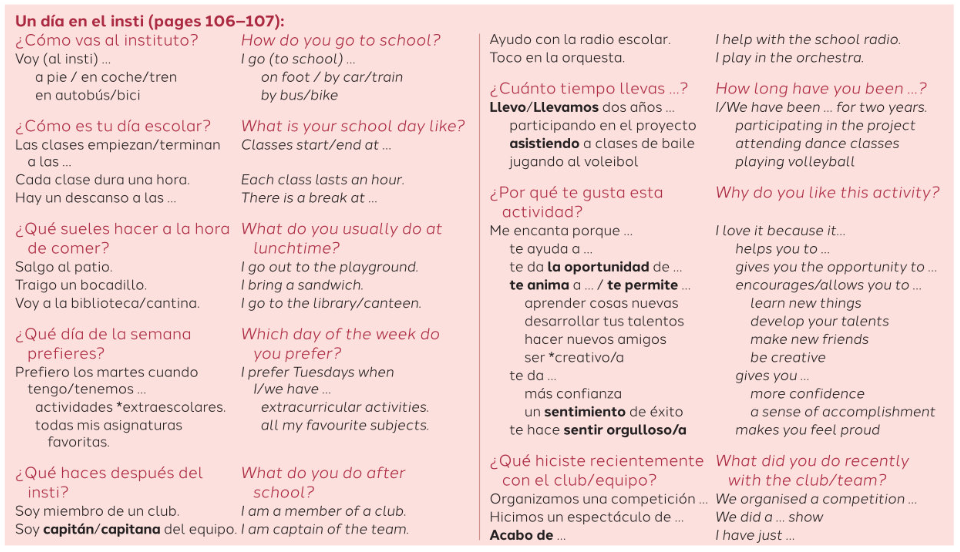 Un día en el insti (pages 106–107):
¿Cómo vas al instituto? How do you go to school?
Voy (al insti) ... I go (to school) ...
a pie / en coche/tren on foot / by car/train
en autobús/bici by bus/bike
¿Cómo es tu día escolar? What is your school day like?
Las clases empiezan/terminan Classes start/end at ...
a las ...
Cada clase dura una hora. Each class lasts an hour.
Hay un descanso a las ... There is a break at ...
¿Qué sueles hacer a la hora What do you usually do at
de comer? lunchtime?
Salgo al patio. I go out to the playground.
Traigo un bocadillo. I bring a sandwich.
Voy a la biblioteca/cantina. I go to the library/canteen.
¿Qué día de la semana Which day of the week do
prefieres? you prefer?
Prefiero los martes cuando I prefer Tuesdays when
tengo/tenemos ... I/we have ...
actividades *extraescolares. extracurricular activities.
todas mis asignaturas all my favourite subjects.
favoritas.
¿Qué haces después del What do you do after
insti? school?
Soy miembro de un club. I am a member of a club.
Soy capitán/capitana del equipo. I am captain of the team.
Ayudo con la radio escolar. I help with the school radio.
Toco en la orquesta. I play in the orchestra.
¿Cuánto tiempo llevas ...? How long have you been ...?
Llevo/Llevamos dos años ... I/We have been ... for two years.
participando en el proyecto participating in the project
asistiendo a clases de baile attending dance classes
jugando al voleibol playing volleyball
¿Por qué te gusta esta Why do you like this activity?
actividad?
Me encanta porque ... I love it because it...
te ayuda a ... helps you to ...
te da la oportunidad de ... gives you the opportunity to ...
te anima a ... / te permite ... encourages/allows you to ...
aprender cosas nuevas learn new things
desarrollar tus talentos develop your talents
hacer nuevos amigos make new friends
ser *creativo/a be creative
te da ... gives you ...
más confianza more confidence
un sentimiento de éxito a sense of accomplishment
te hace sentir orgulloso/a makes you feel proud
¿Qué hiciste recientemente What did you do recently
con el club/equipo? with the club/team?
Organizamos una competición ... We organised a competition ...
Hicimos un espectáculo de ... We did a ... show
Acabo de ... I have just ...